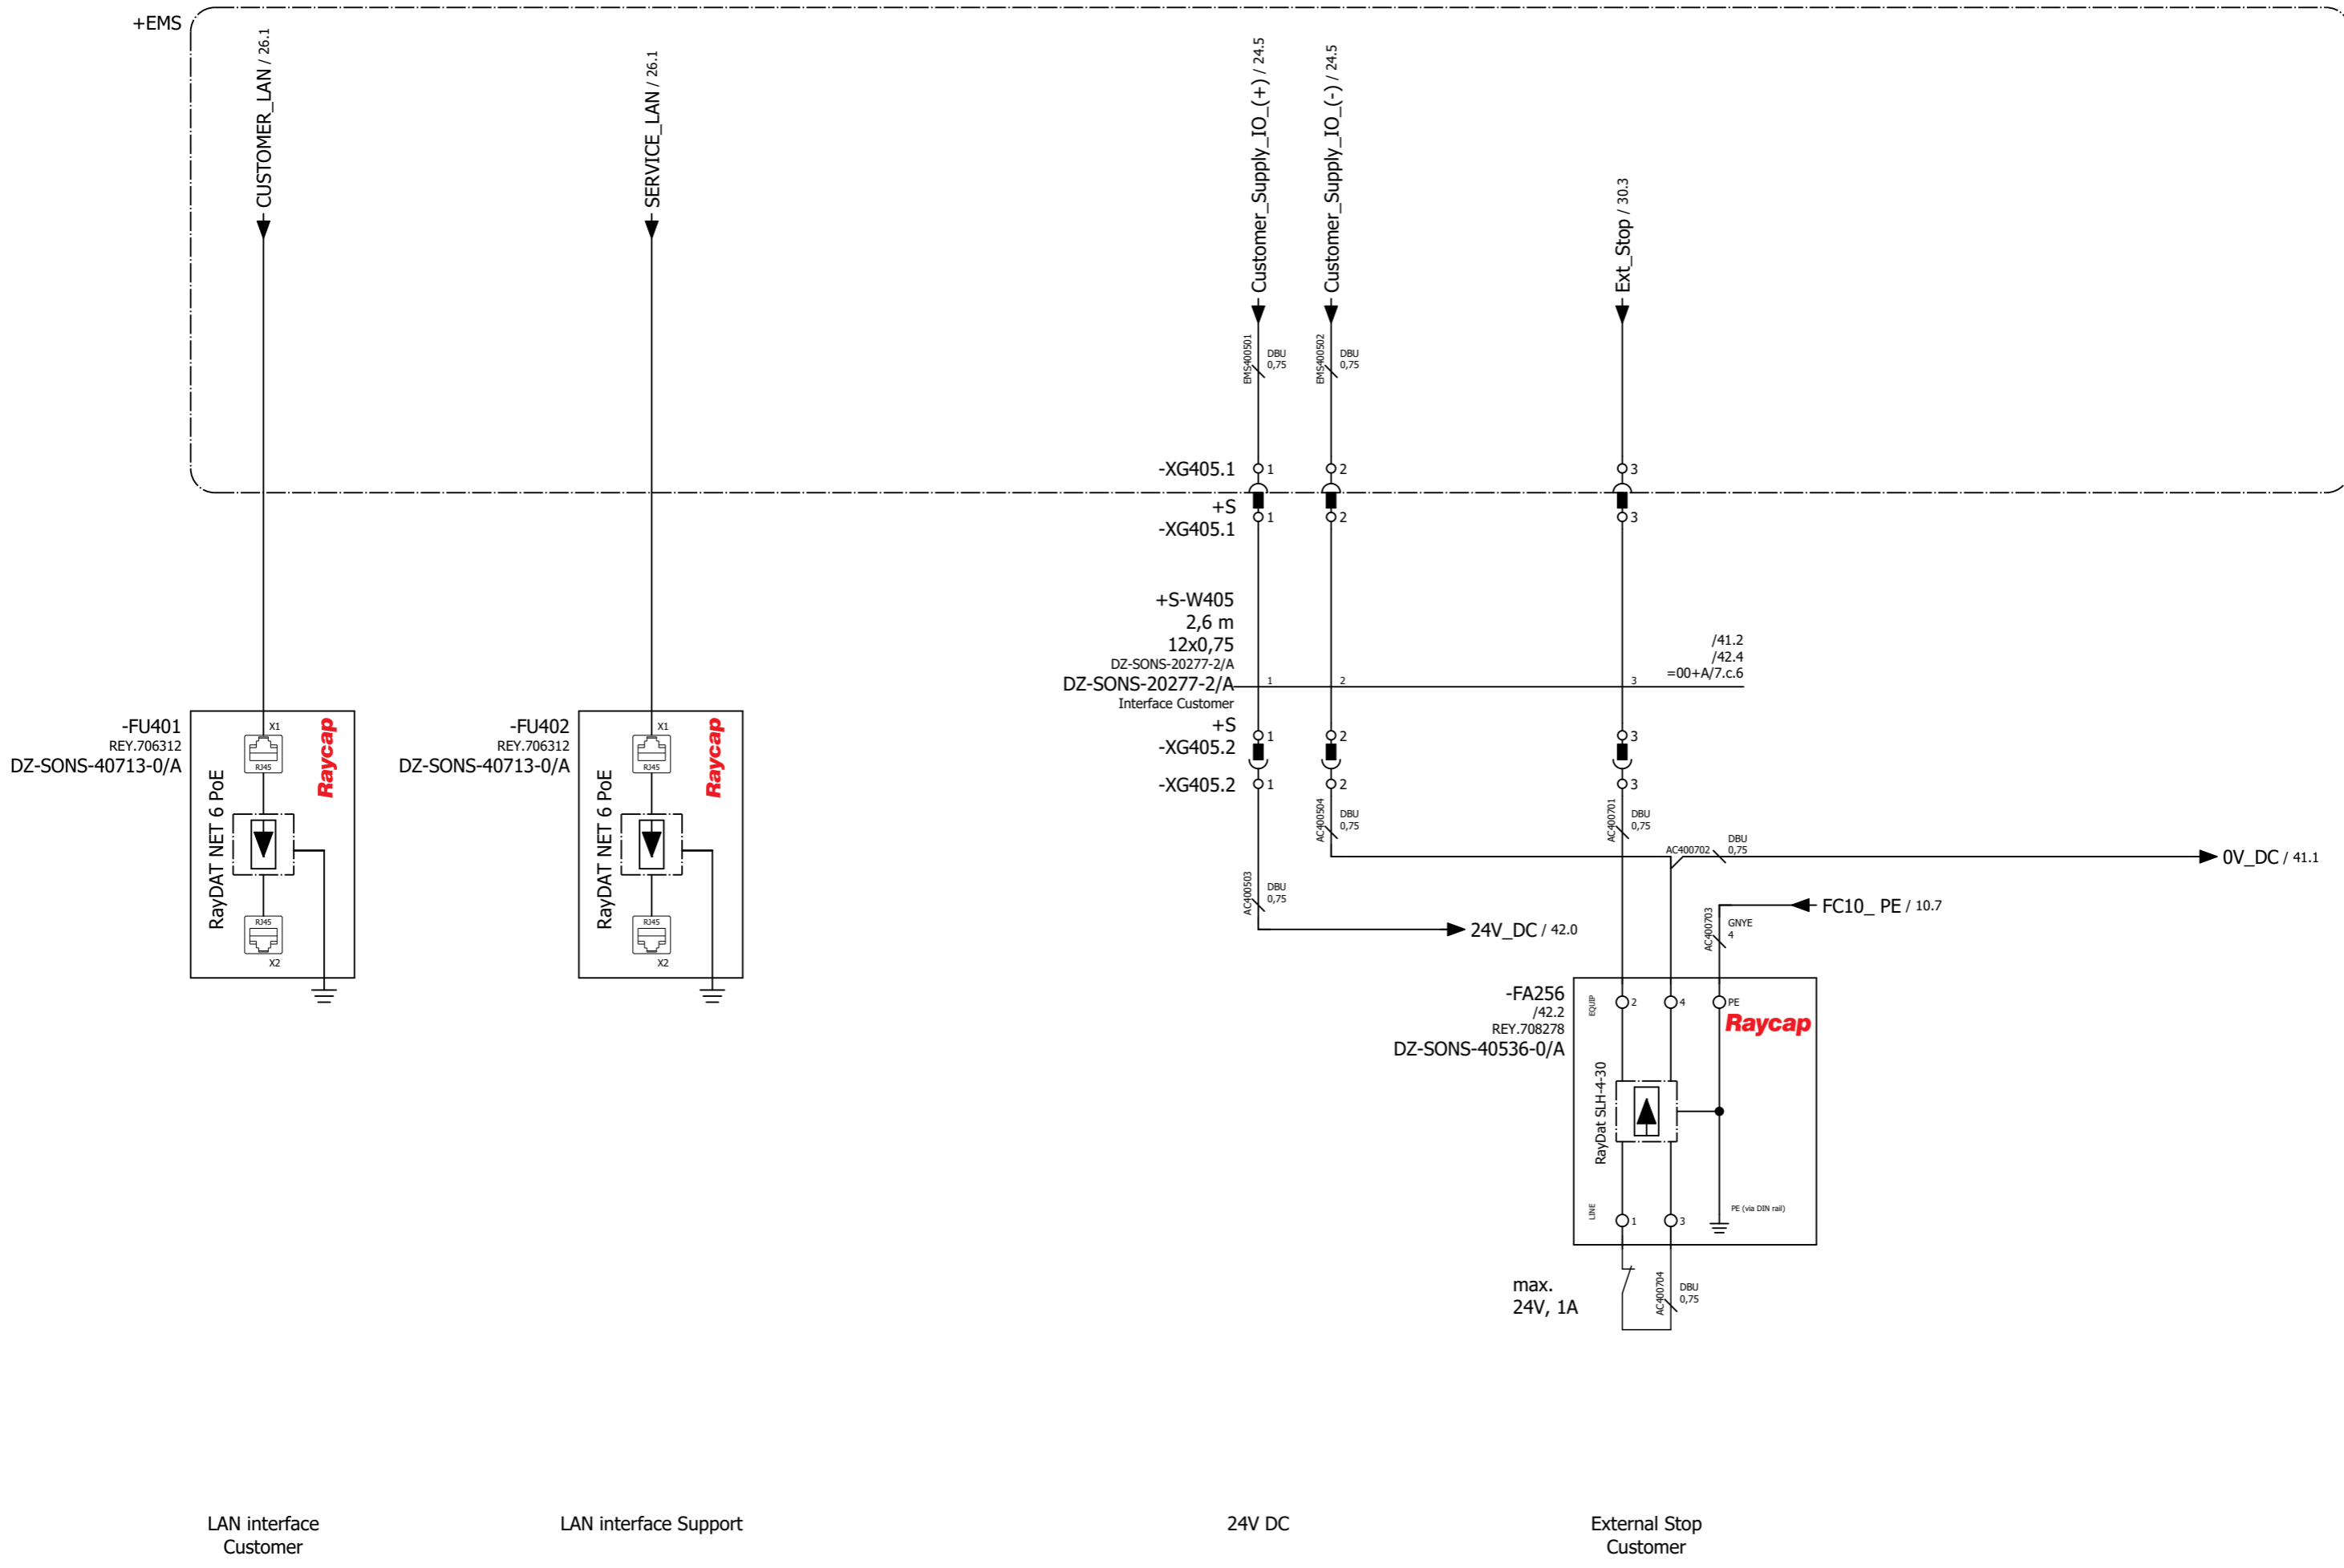 +EMS
CUSTOMER_LAN / 26.1
SERVICE_LAN / 26.1
Customer_Supply_IO_(+) / 24.5
Customer_Supply_IO_(-) / 24.5
Ext_Stop / 30.3
EMS400501
DBU
0,75
EMS400502
DBU
0,75
-XG405.1
1
2
3
+S
-XG405.1
1
2
3
+S-W405
2,6 m
12x0,75
DZ-SONS-20277-2/A
DZ-SONS-20277-2/A
Interface Customer
1
2
3
/41.2
/42.4
=00+A/7.c.6
+S
-XG405.2
1
2
3
-XG405.2
1
2
3
-FU401
REY.706312
DZ-SONS-40713-0/A
X1
RJ45
RayDAT NET 6 PoE
Raycap
RJ45
X2
-FU402
REY.706312
DZ-SONS-40713-0/A
X1
RJ45
RayDAT NET 6 PoE
Raycap
RJ45
X2
AC400504
DBU
0,75
AC400701
DBU
0,75
AC400702
DBU
0,75
0V_DC / 41.1
AC400503
DBU
0,75
24V_DC / 42.0
FC10_ PE / 10.7
AC400703
GNYE
4
-FA256
/42.2
REY.708278
DZ-SONS-40536-0/A
EQUIP
2
4
PE
Raycap
RayDat SLH-4-30
LINE
1
3
PE (via DIN rail)
max.
24V, 1A
AC400704
DBU
0,75
LAN interface
Customer
LAN interface Support
24V DC
External Stop
Customer